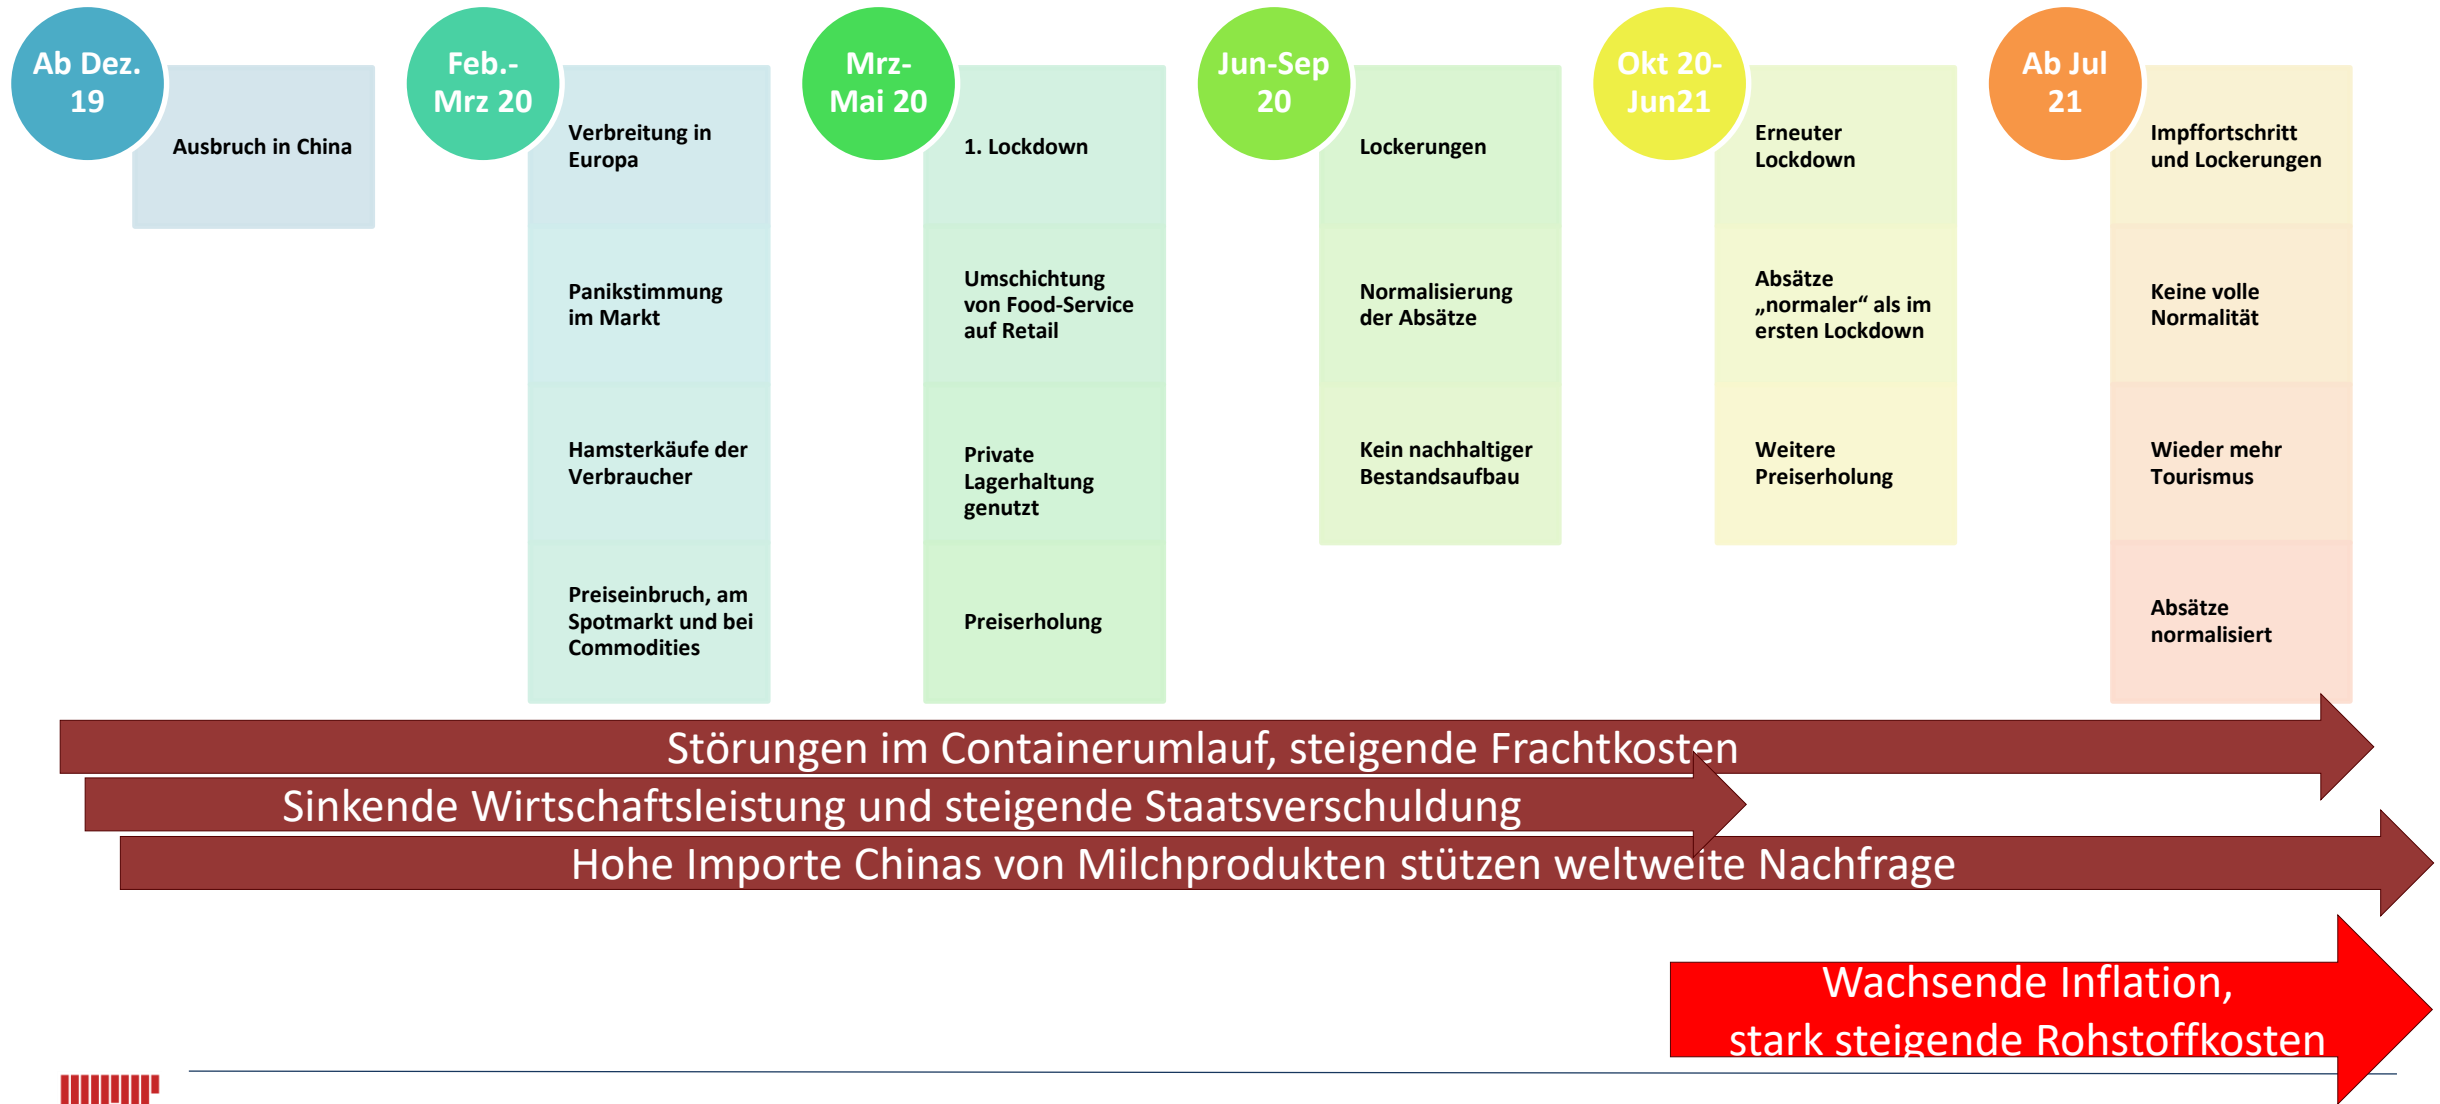 Ab Dez.
19
Ausbruch in China
Feb.-
Mrz 20
Verbreitung in
Europa
Panikstimmung
im Markt
Hamsterkäufe der
Verbraucher
Preiseinbruch, am
Spotmarkt und bei
Commodities
Mrz-
Mai 20
1. Lockdown
Umschichtung
von Food-Service
auf Retail
Private
Lagerhaltung
genutzt
Preiserholung
Jun-Sep
20
Lockerungen
Normalisierung
der Absätze
Kein nachhaltiger
Bestandsaufbau
Okt 20-
Jun21
Erneuter
Lockdown
Absätze
„normaler“ als im
ersten Lockdown
Weitere
Preiserholung
Ab Jul
21
Impffortschritt
und Lockerungen
Keine volle
Normalität
Wieder mehr
Tourismus
Absätze
normalisiert
Störungen im Containerumlauf, steigende Frachtkosten
Sinkende Wirtschaftsleistung und steigende Staatsverschuldung
Hohe Importe Chinas von Milchprodukten stützen weltweite Nachfrage
Wachsende Inflation,
stark steigende Rohstoffkosten